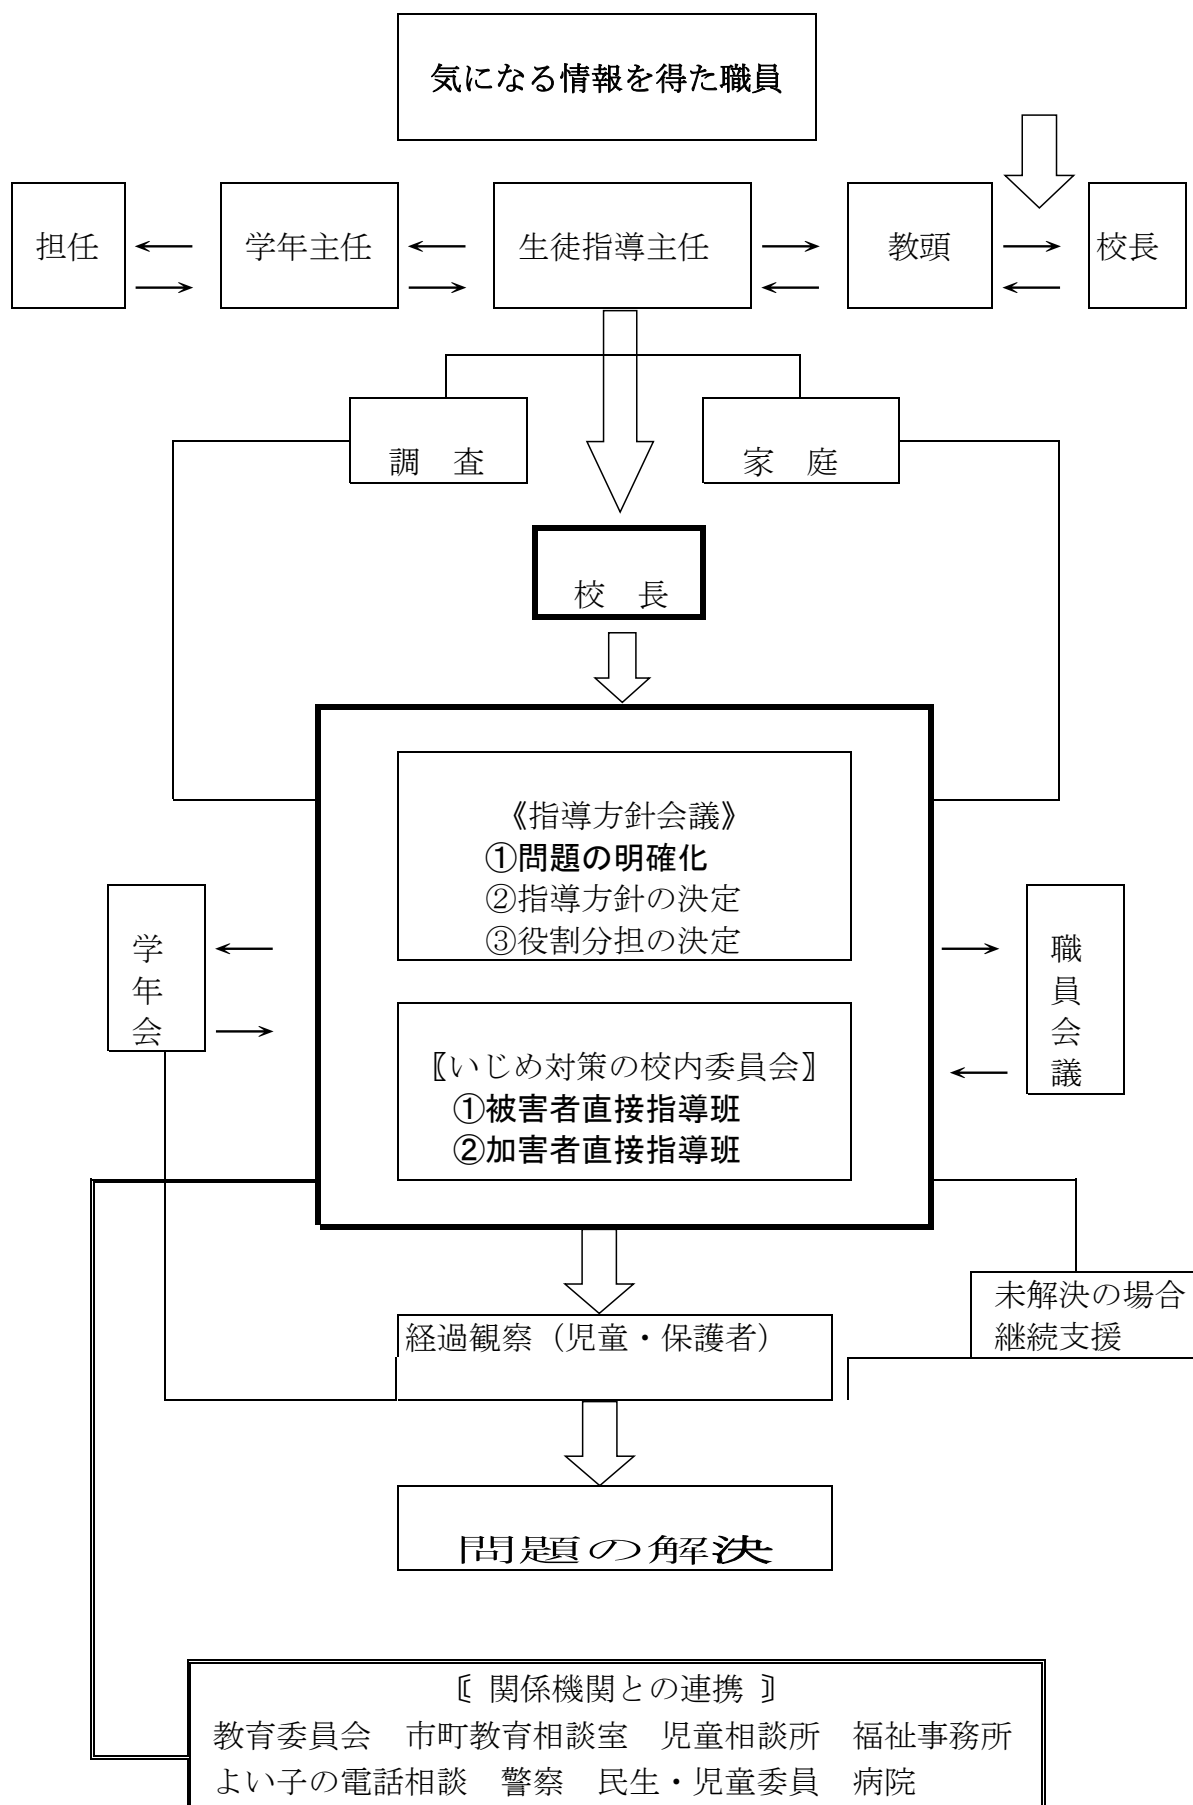 気になる情報を得た職員
担任
学年主任
生徒指導主任
教頭
校長
調　査
家　庭
校　長
《指導方針会議》
①問題の明確化
②指導方針の決定
③役割分担の決定
学年会
職員会議
〖いじめ対策の校内委員会〗
①被害者直接指導班
②加害者直接指導班
未解決の場合
継続支援
経過観察（児童・保護者）
問題の解決
〘 関係機関との連携 〙
教育委員会　市町教育相談室　児童相談所　福祉事務所
よい子の電話相談　警察　民生・児童委員　病院